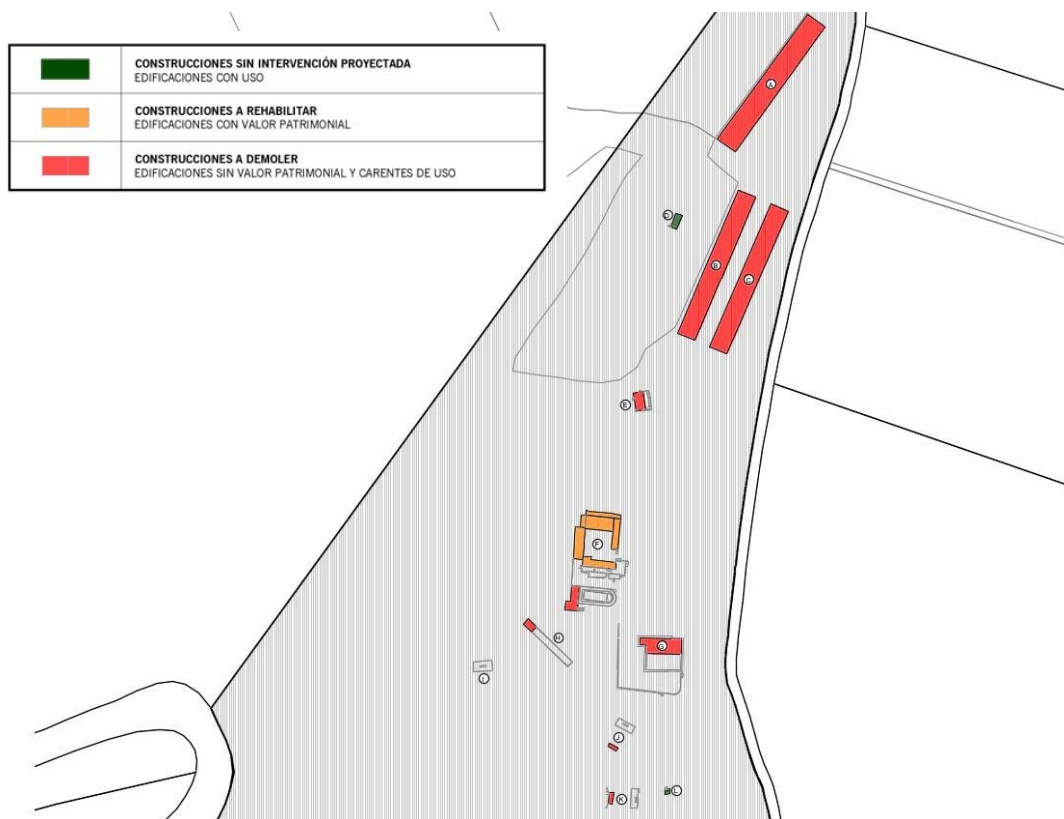 CONSTRUCCIONES SIN INTERVENCIÓN PROYECTADA
EDIFICACIONES CON USO
CONSTRUCCIONES A REHABILITAR
EDIFICACIONES CON VALOR PATRIMONIAL
CONSTRUCCIONES A DEMOLER
EDIFICACIONES SIN VALOR PATRIMONIAL Y CARENTES DE USO
A
B
C
E
F
H
G
I
J
K
L